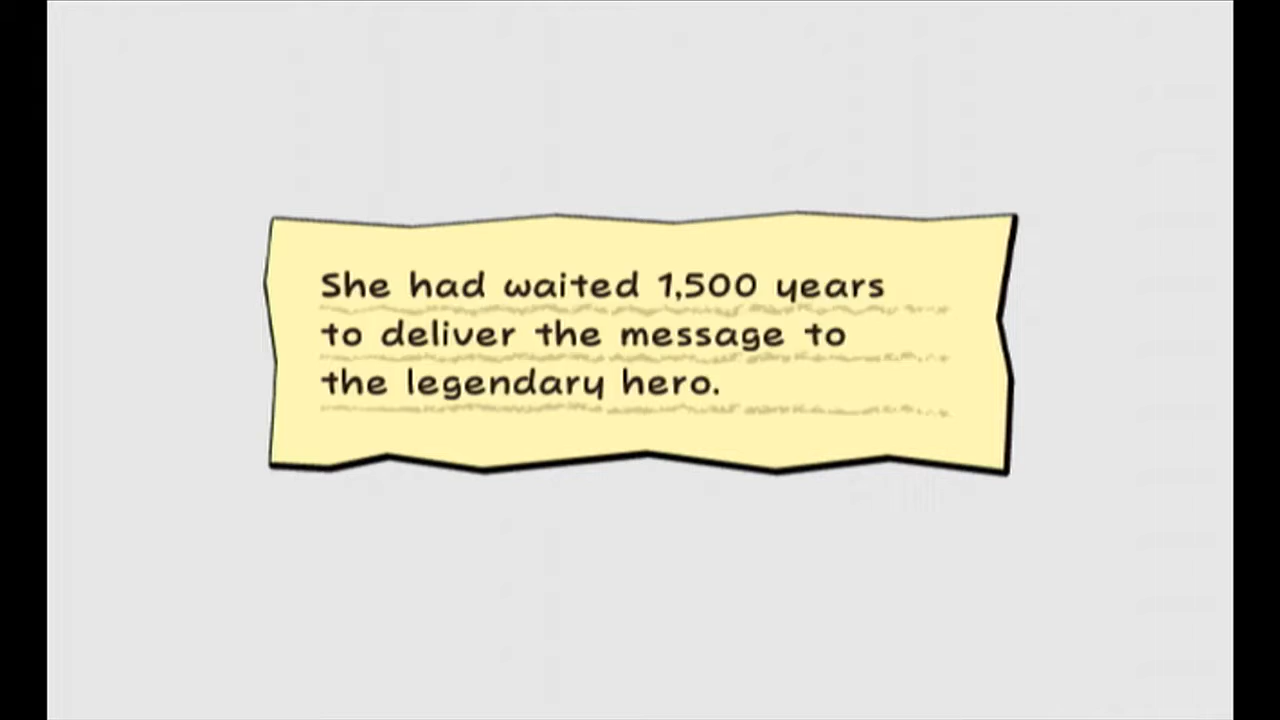 She had waited 1,500 years
to deliver the message to
the legendary hero.